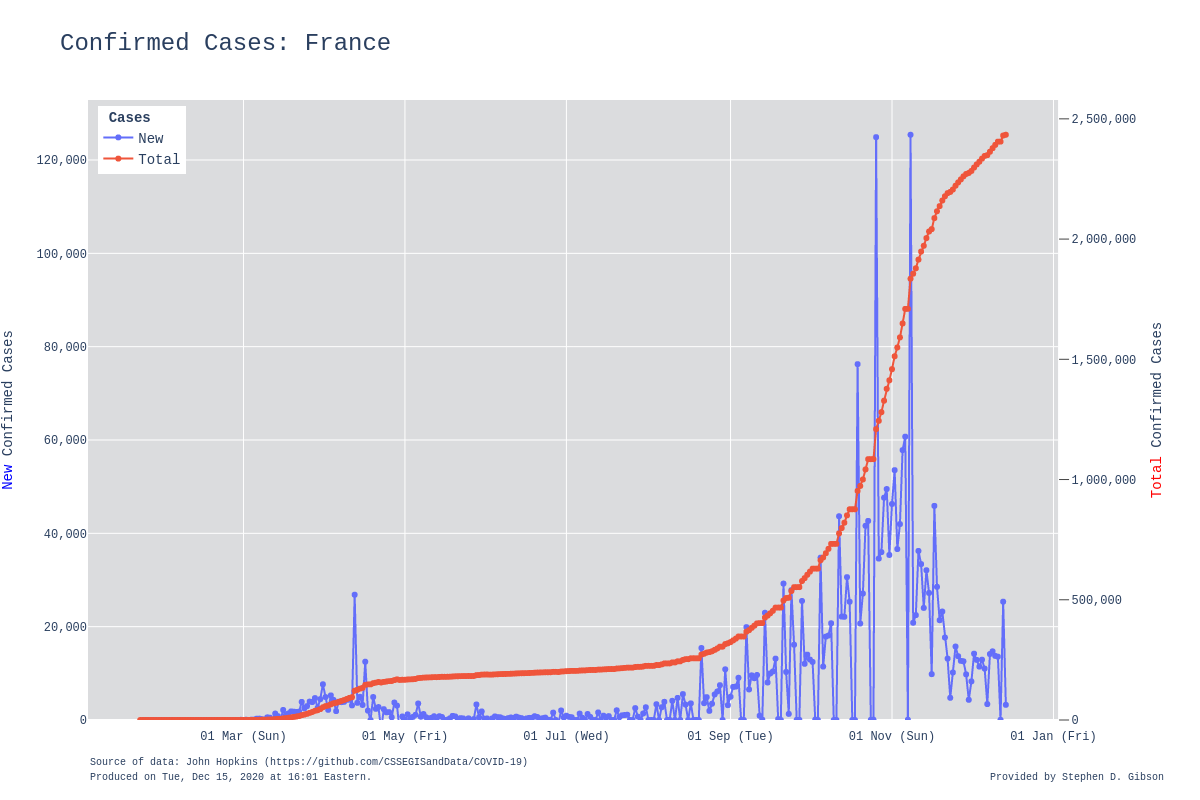 Confirmed Cases: France
Cases
New
Total
120,000
100,000
80,000
60,000
40,000
20,000
0
New Confirmed Cases
2,500,000
2,000,000
1,500,000
1,000,000
500,000
0
Total Confirmed Cases
01 Mar (Sun)
01 May (Fri)
01 Jul (Wed)
01 Sep (Tue)
01 Nov (Sun)
01 Jan (Fri)
Source of data: John Hopkins (https://github.com/CSSEGISandData/COVID-19)
Produced on Tue, Dec 15, 2020 at 16:01 Eastern.
Provided by Stephen D. Gibson